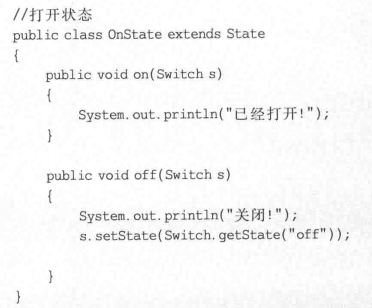 //打开状态
public class OnState extends State
{
    public void on(Switch s)
    {
        System.out.println("已经打开!");
    }

    public void off(Switch s)
    {
        System.out.println("关闭!");
        s.setState(Switch.getState("off"));

    }
}